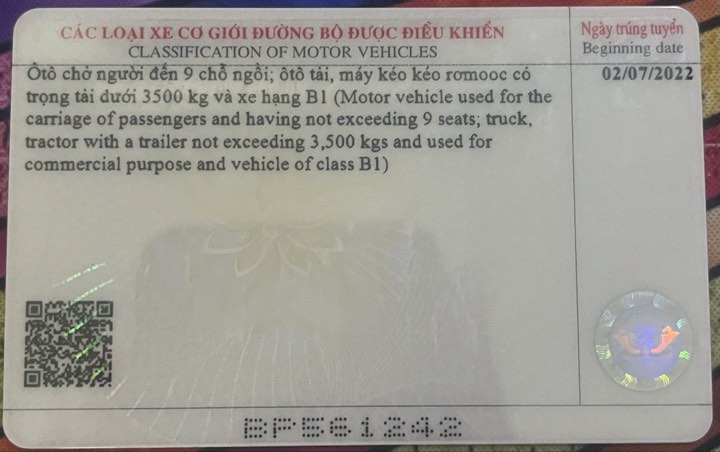 CÁC LOẠI XE CƠ GIỚI ĐƯỜNG BỘ ĐƯỢC ĐIỀU KHIỂN
CLASSIFICATION OF MOTOR VEHICLES
Ngày trúng tuyển
Beginning date
Ôtô chở người đến 9 chỗ ngồi; ôtô tải, máy kéo kéo rơmooc có
trọng tải dưới 3500 kg và xe hạng B1 (Motor vehicle used for the
carriage of passengers and having not exceeding 9 seats; truck,
tractor with a trailer not exceeding 3,500 kgs and used for
commercial purpose and vehicle of class B1)
02/07/2022
BP561242